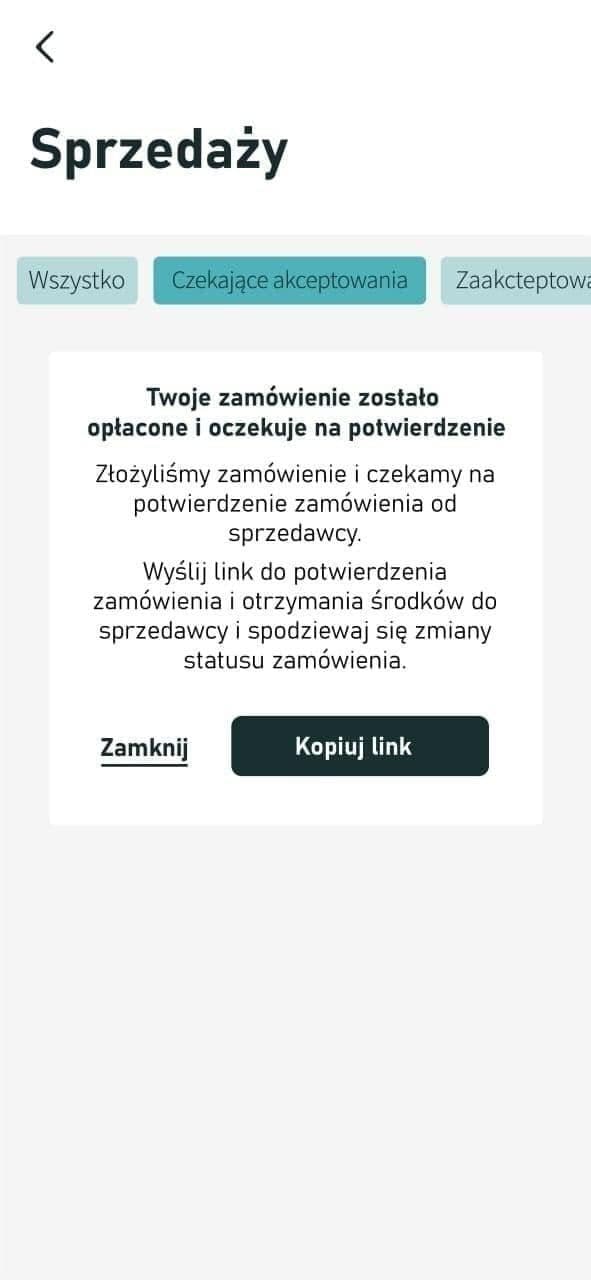 Sprzedaży
Wszystko
Czekające akceptowania
Zaakcteptowa
Twoje zamówienie zostało
opłacone i oczekuje na potwierdzenie
Złożyliśmy zamówienie i czekamy na
potwierdzenie zamówienia od
sprzedawcy.
Wyślij link do potwierdzenia
zamówienia i otrzymania środków do
sprzedawcy i spodziewaj się zmiany
statusu zamówienia.
Zamknij
Kopiuj link